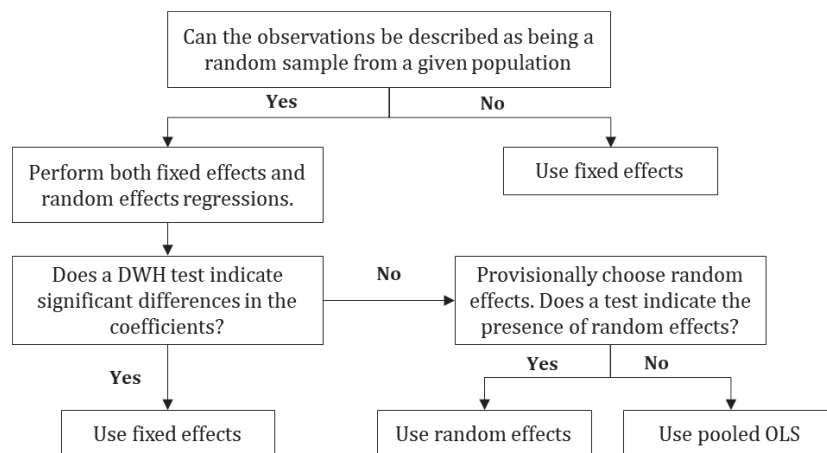 Can the observations be described as being a
random sample from a given population
Yes
No
Perform both fixed effects and
random effects regressions.
Use fixed effects
Does a DWH test indicate
significant differences in the
coefficients?
No
Provisionally choose random
effects. Does a test indicate the
presence of random effects?
Yes
Yes
No
Use fixed effects
Use random effects
Use pooled OLS